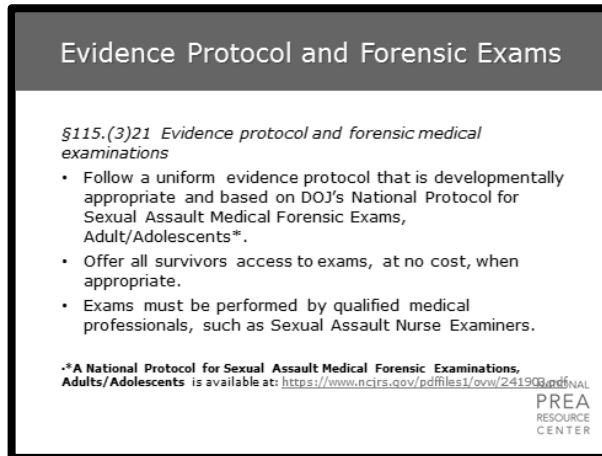 Evidence Protocol and Forensic Exams
§115.(3)21 Evidence protocol and forensic medical
examinations
• Follow a uniform evidence protocol that is developmentally
appropriate and based on DOJ's National Protocol for
Sexual Assault Medical Forensic Exams,
Adult/Adolescents*.
• Offer all survivors access to exams, at no cost, when
appropriate.
• Exams must be performed by qualified medical
professionals, such as Sexual Assault Nurse Examiners.
•*A National Protocol for Sexual Assault Medical Forensic Examinations,
Adults/Adolescents is available at: https://www.ncjrs.gov/pdffiles1/ovw/241903.pdf
NATIONAL
PREA
RESOURCE
CENTER